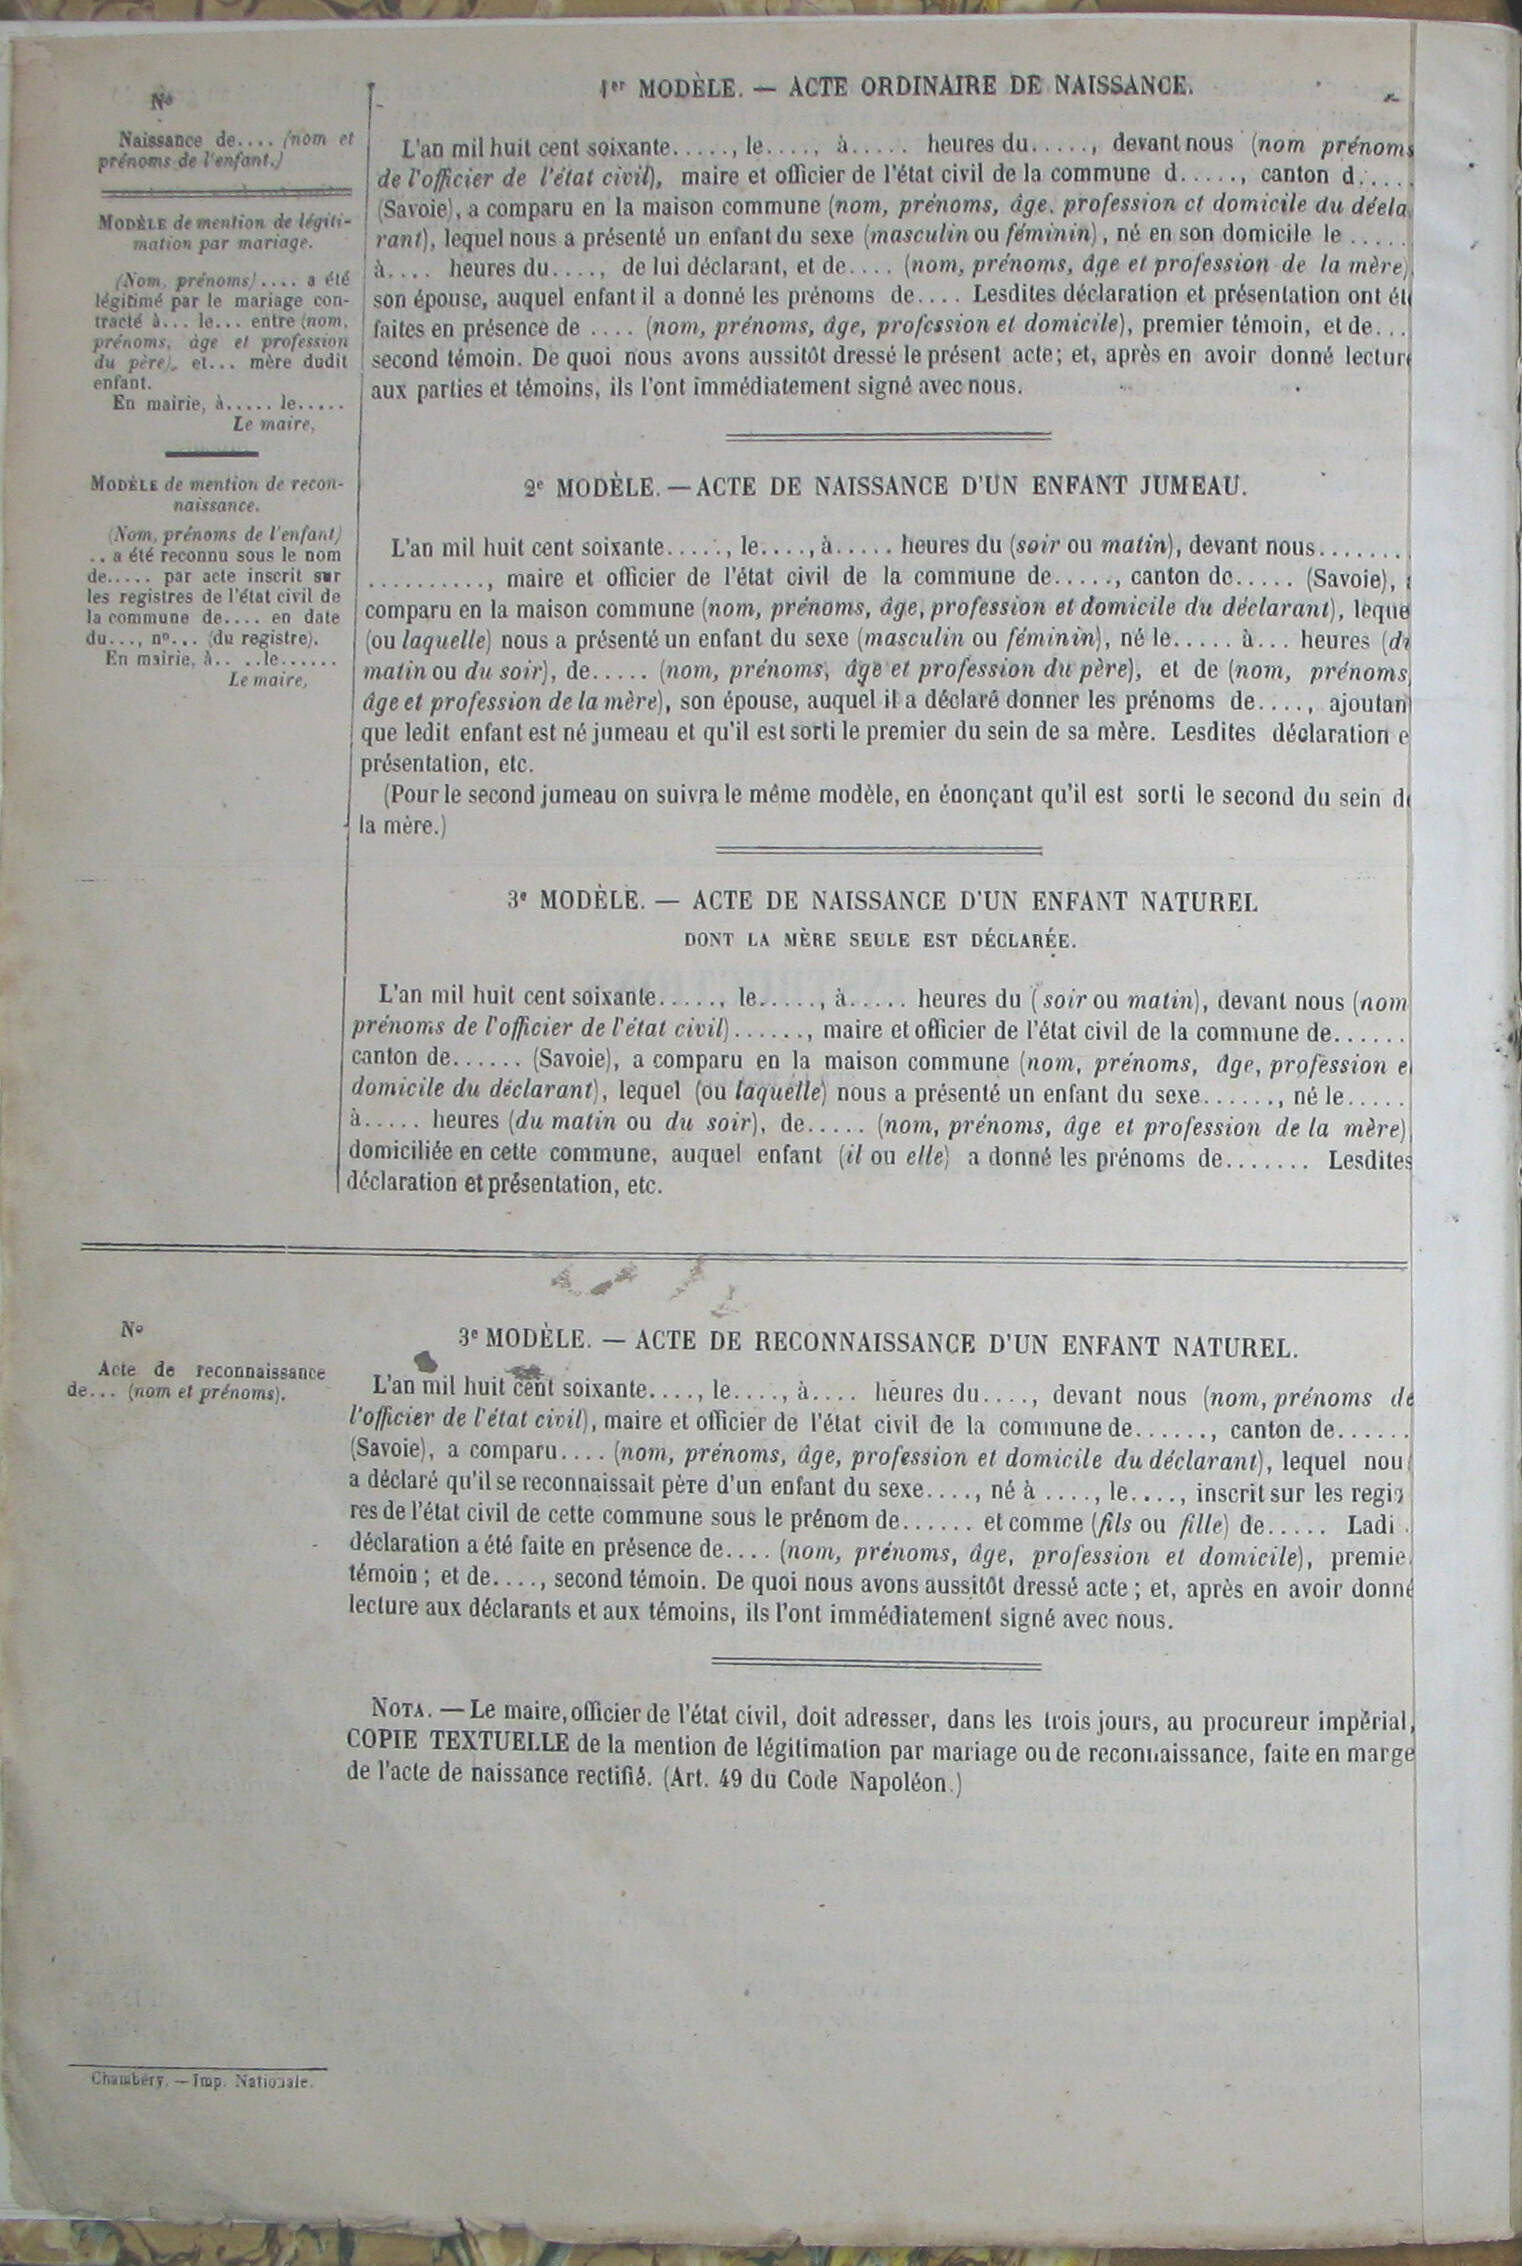 1er MODÈLE. — ACTE ORDINAIRE DE NAISSANCE.
No
Naissance de.... (nom et
prénoms de l'enfant.)
MODÈLE de mention de légiti-
mation par mariage.
(Nom, prénoms).... a été
légitimé par le mariage con-
tracté à... le... entre (nom,
prénoms, âge et profession
du père), et... mère dudit
enfant.
En mairie, à..... le.....
Le maire,
MODÈLE de mention de recon-
naissance.
(Nom, prénoms de l'enfant)
.. a été reconnu sous le nom
de..... par acte inscrit sur
les registres de l'état civil de
la commune de.... en date
du..., no... (du registre).
En mairie, à.. ..le......
Le maire,
L'an mil huit cent soixante....., le...., à..... heures du....., devant nous (nom prénoms
de l'officier de l'état civil), maire et officier de l'état civil de la commune d....., canton d.....
(Savoie), a comparu en la maison commune (nom, prénoms, âge, profession et domicile du décla
rant), lequel nous a présenté un enfant du sexe (masculin ou féminin), né en son domicile le .....
à.... heures du...., de lui déclarant, et de.... (nom, prénoms, âge et profession de la mère),
son épouse, auquel enfant il a donné les prénoms de.... Lesdites déclaration et présentation ont ét
faites en présence de .... (nom, prénoms, âge, profession et domicile), premier témoin, et de...
second témoin. De quoi nous avons aussitôt dressé le présent acte; et, après en avoir donné lectur
aux parties et témoins, ils l'ont immédiatement signé avec nous.
2e MODÈLE. — ACTE DE NAISSANCE D'UN ENFANT JUMEAU.
L'an mil huit cent soixante....., le...., à..... heures du (soir ou matin), devant nous.......
.........., maire et officier de l'état civil de la commune de....., canton de..... (Savoie),
comparu en la maison commune (nom, prénoms, âge, profession et domicile du déclarant), leque
(ou laquelle) nous a présenté un enfant du sexe (masculin ou féminin), né le..... à... heures (du
matin ou du soir), de..... (nom, prénoms, âge et profession du père), et de (nom, prénoms,
âge et profession de la mère), son épouse, auquel il a déclaré donner les prénoms de...., ajoutan
que ledit enfant est né jumeau et qu'il est sorti le premier du sein de sa mère. Lesdites déclaration e
présentation, etc.
(Pour le second jumeau on suivra le même modèle, en énonçant qu'il est sorti le second du sein d
la mère.)
3e MODÈLE. — ACTE DE NAISSANCE D'UN ENFANT NATUREL
DONT LA MÈRE SEULE EST DÉCLARÉE.
L'an mil huit cent soixante....., le....., à..... heures du (soir ou matin), devant nous (nom
prénoms de l'officier de l'état civil)......, maire et officier de l'état civil de la commune de......
canton de...... (Savoie), a comparu en la maison commune (nom, prénoms, âge, profession e
domicile du déclarant), lequel (ou laquelle) nous a présenté un enfant du sexe......, né le.....
à..... heures (du matin ou du soir), de..... (nom, prénoms, âge et profession de la mère)
domiciliée en cette commune, auquel enfant (il ou elle) a donné les prénoms de....... Lesdites
déclaration et présentation, etc.
No
Acte de reconnaissance
de... (nom et prénoms).
3e MODÈLE. — ACTE DE RECONNAISSANCE D'UN ENFANT NATUREL.
L'an mil huit cent soixante...., le...., à.... heures du...., devant nous (nom, prénoms de
l'officier de l'état civil), maire et officier de l'état civil de la commune de......, canton de......
(Savoie), a comparu.... (nom, prénoms, âge, profession et domicile du déclarant), lequel nou
a déclaré qu'il se reconnaissait père d'un enfant du sexe...., né à ...., le...., inscrit sur les regis
res de l'état civil de cette commune sous le prénom de...... et comme (fils ou fille) de..... Ladi
déclaration a été faite en présence de.... (nom, prénoms, âge, profession et domicile), premie
témoin ; et de...., second témoin. De quoi nous avons aussitôt dressé acte ; et, après en avoir donné
lecture aux déclarants et aux témoins, ils l'ont immédiatement signé avec nous.
NOTA. — Le maire, officier de l'état civil, doit adresser, dans les trois jours, au procureur impérial,
COPIE TEXTUELLE de la mention de légitimation par mariage ou de reconnaissance, faite en marge
de l'acte de naissance rectifié. (Art. 49 du Code Napoléon.)
Chambéry. — Imp. Nationale.